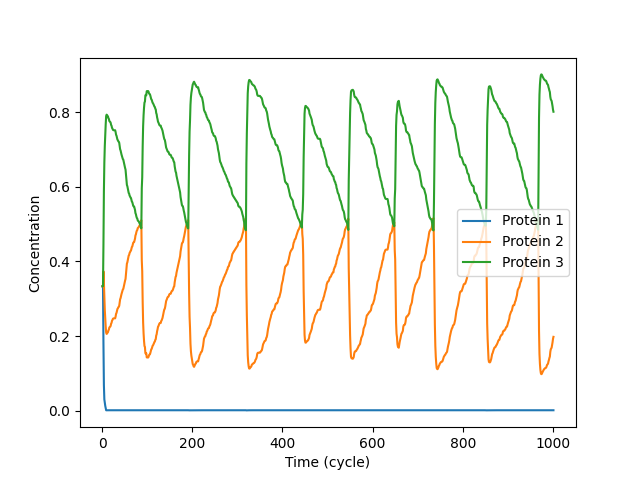 0.8
0.6
0.4
0.2
0.0
Concentration
0
200
400
600
800
1000
Time (cycle)
Protein 1
Protein 2
Protein 3